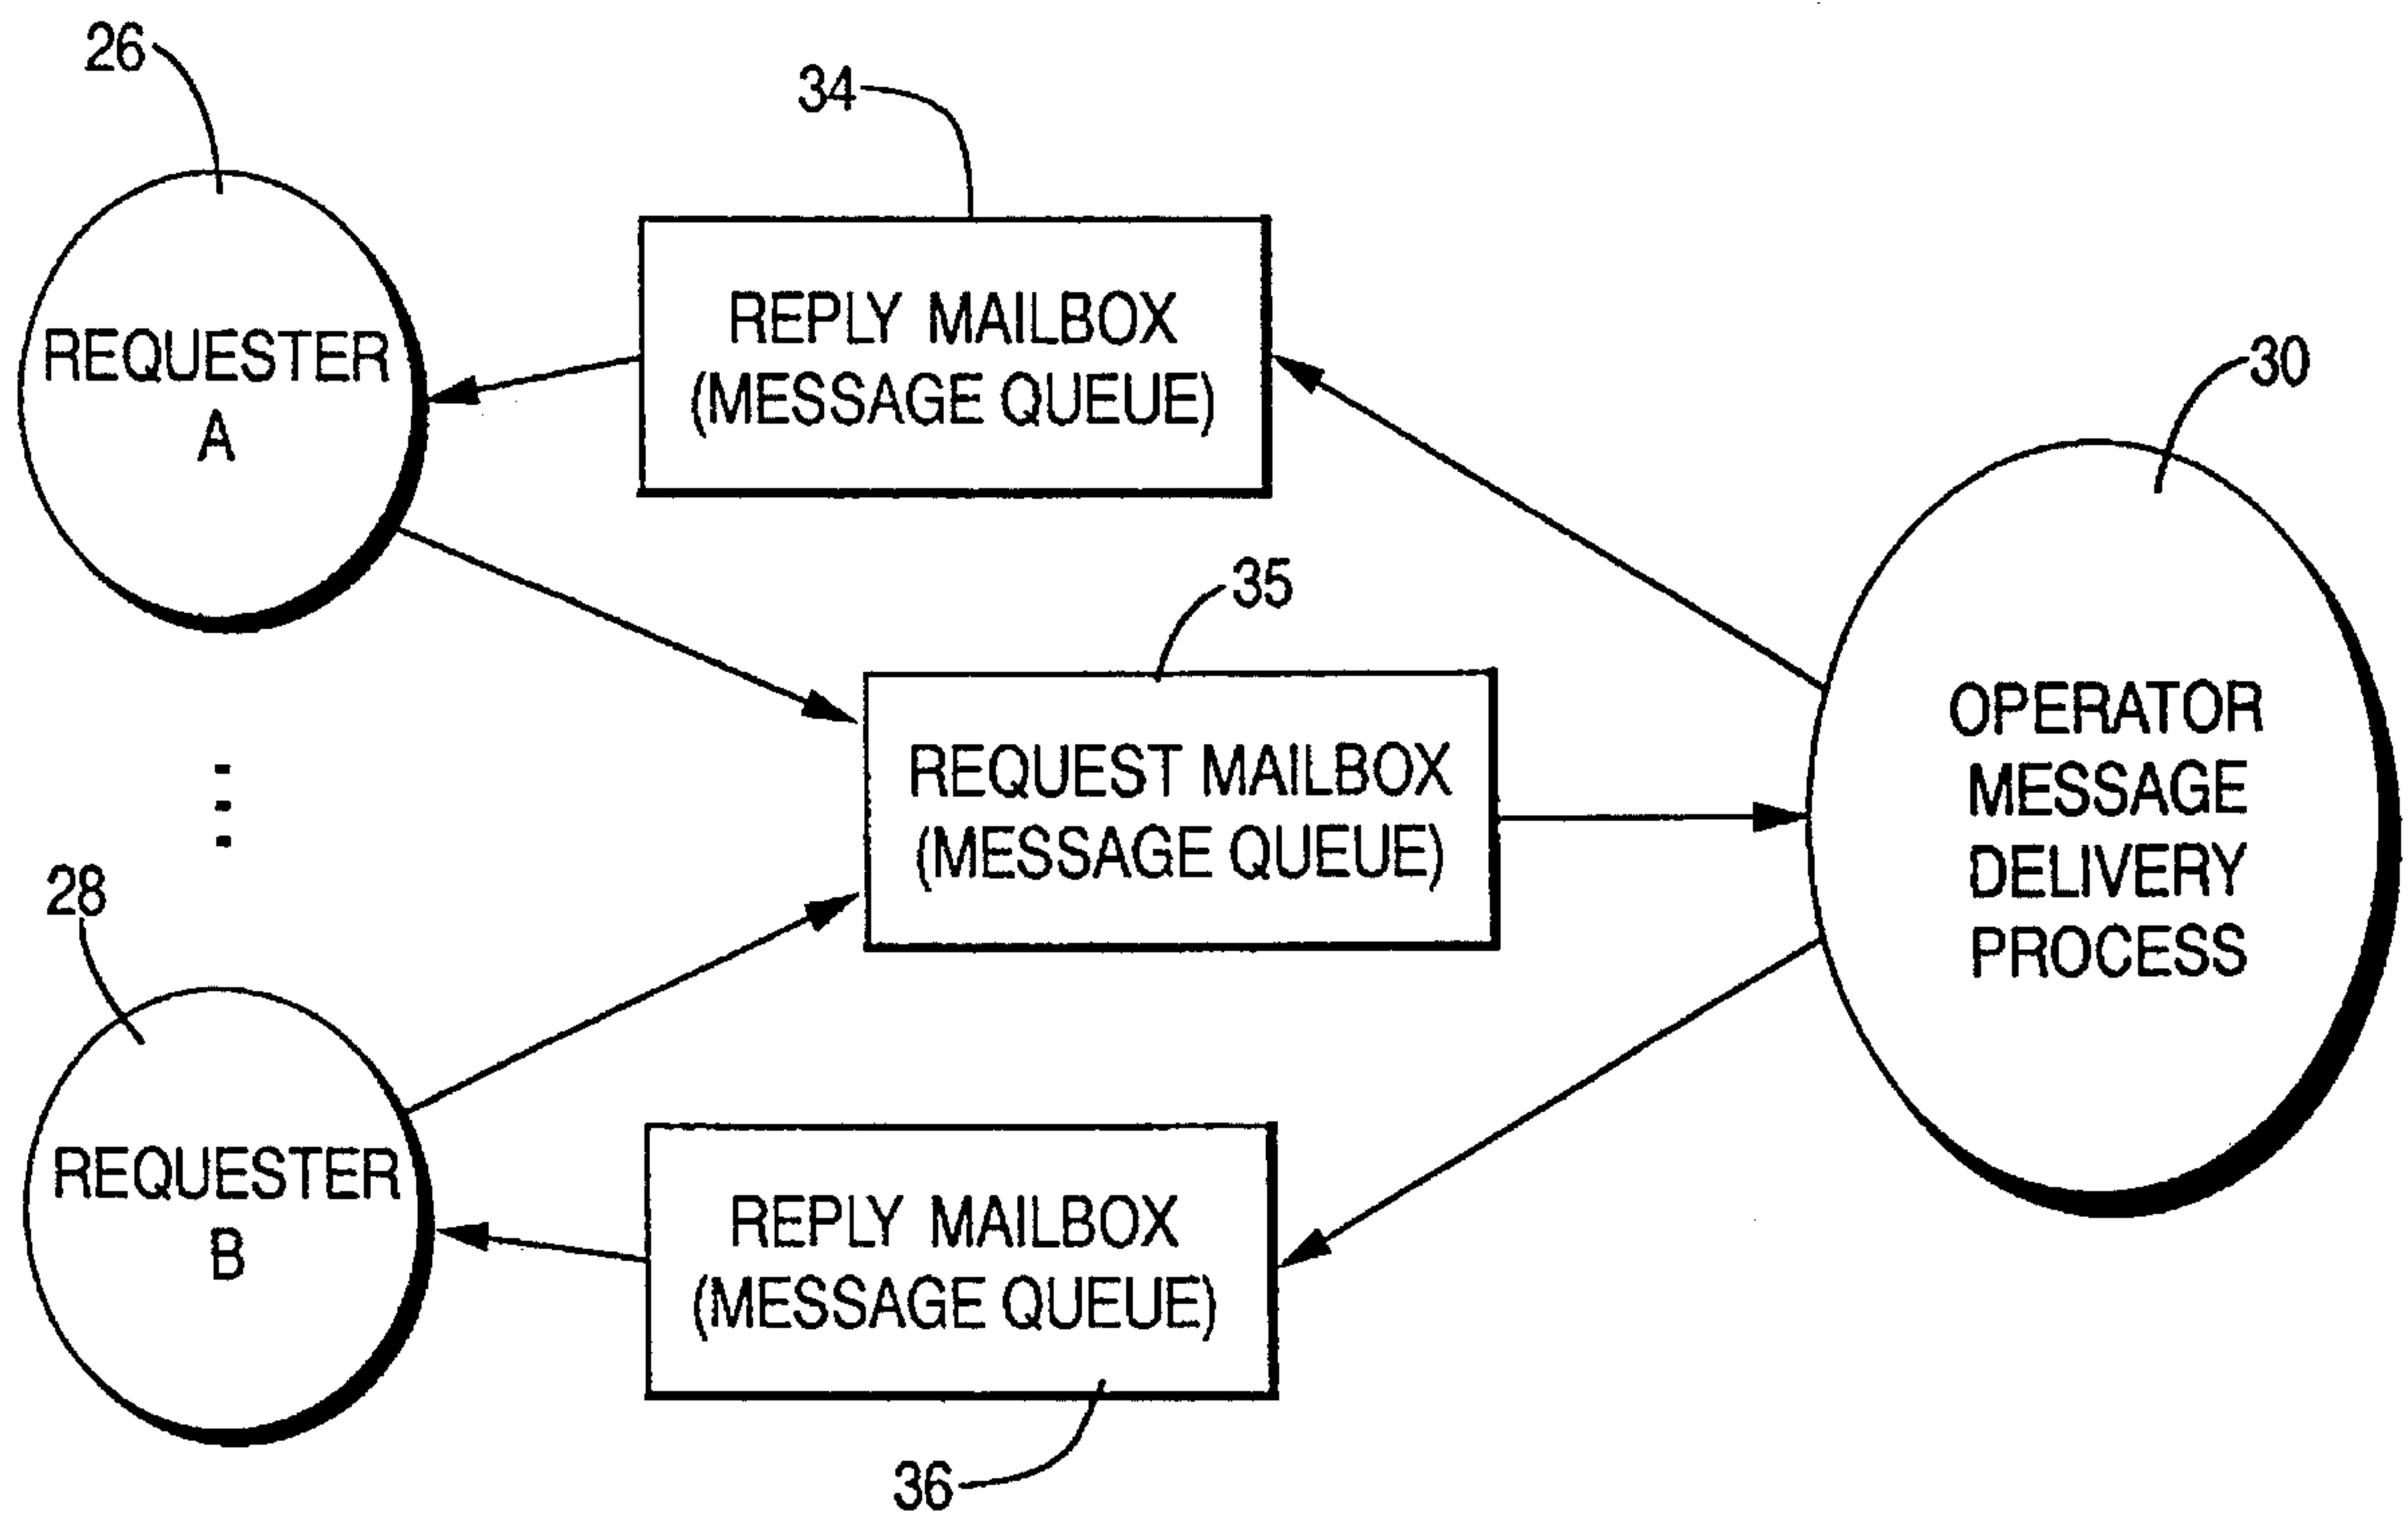 26
34
REPLY MAILBOX
(MESSAGE QUEUE)
REQUESTER
A
30
35
REQUEST MAILBOX
(MESSAGE QUEUE)
OPERATOR
MESSAGE
DELIVERY
PROCESS
28
REQUESTER
B
REPLY MAILBOX
(MESSAGE QUEUE)
36